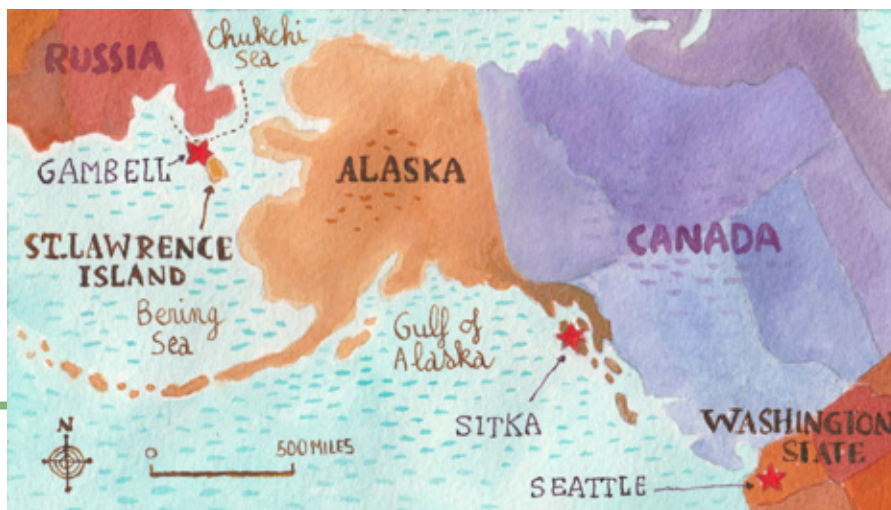 Chukchi
Sea
RUSSIA
GAMBELL
ALASKA
ST. LAWRENCE
ISLAND
CANADA
Bering
Sea
Gulf of
Alaska
SITKA
WASHINGTON
STATE
N
0 500 MILES
SEATTLE